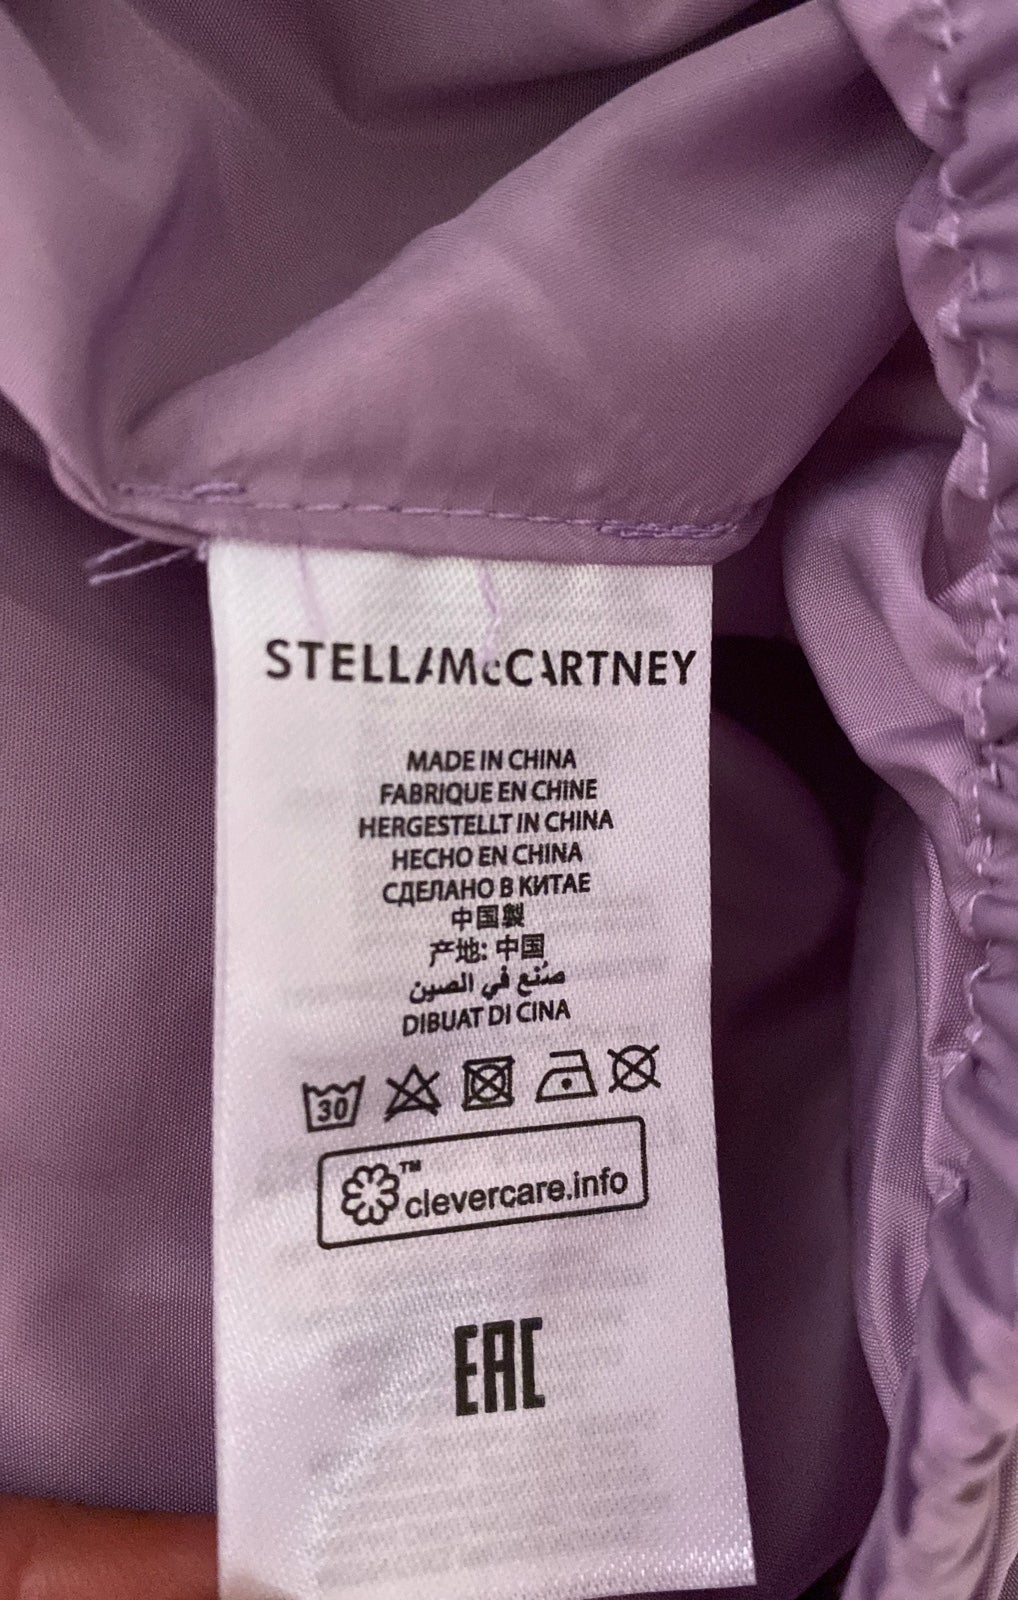 STELLAMcCARTNEY
MADE IN CHINA
FABRIQUE EN CHINE
HERGESTELLT IN CHINA
HECHO EN CHINA
СДЕЛАНО В КИТАЕ
中国製
产地: 中国
صُنع في الصين
DIBUAT DI CINA
30
™ clevercare.info
EAC